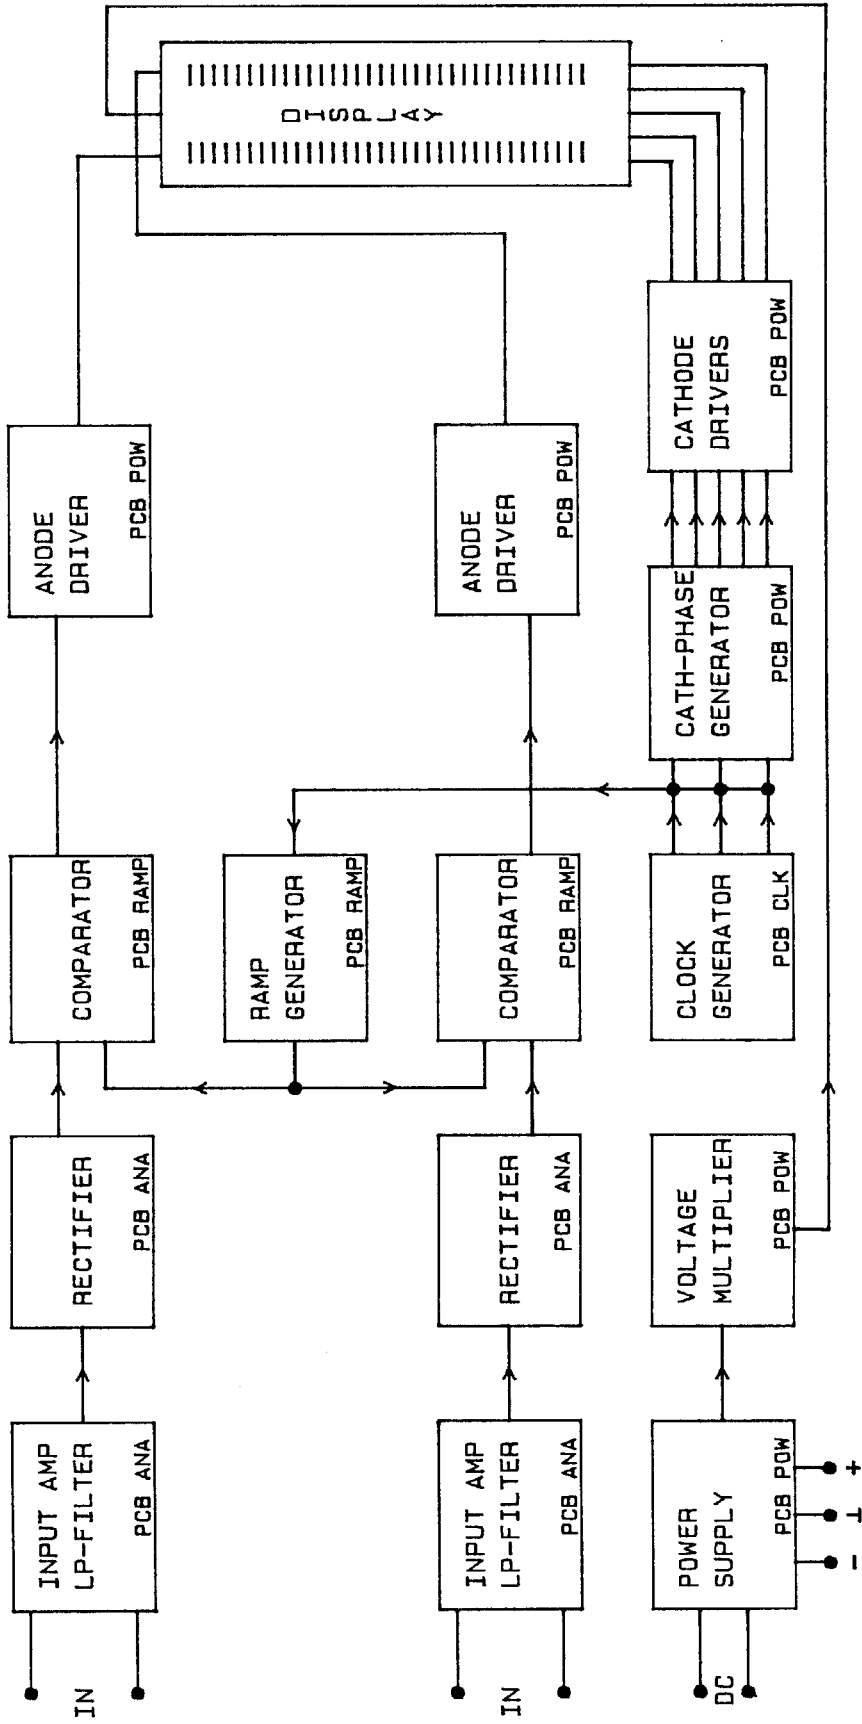 IN
INPUT AMP
LP-FILTER
PCB ANA
RECTIFIER
PCB ANA
COMPARATOR
PCB RAMP
ANODE
DRIVER
PCB POW
RAMP
GENERATOR
PCB RAMP
IN
INPUT AMP
LP-FILTER
PCB ANA
RECTIFIER
PCB ANA
COMPARATOR
PCB RAMP
ANODE
DRIVER
PCB POW
DISPLAY
DC
POWER
SUPPLY
PCB POW
- ⊥ +
VOLTAGE
MULTIPLIER
PCB POW
CLOCK
GENERATOR
PCB CLK
CATH-PHASE
GENERATOR
PCB POW
CATHODE
DRIVERS
PCB POW